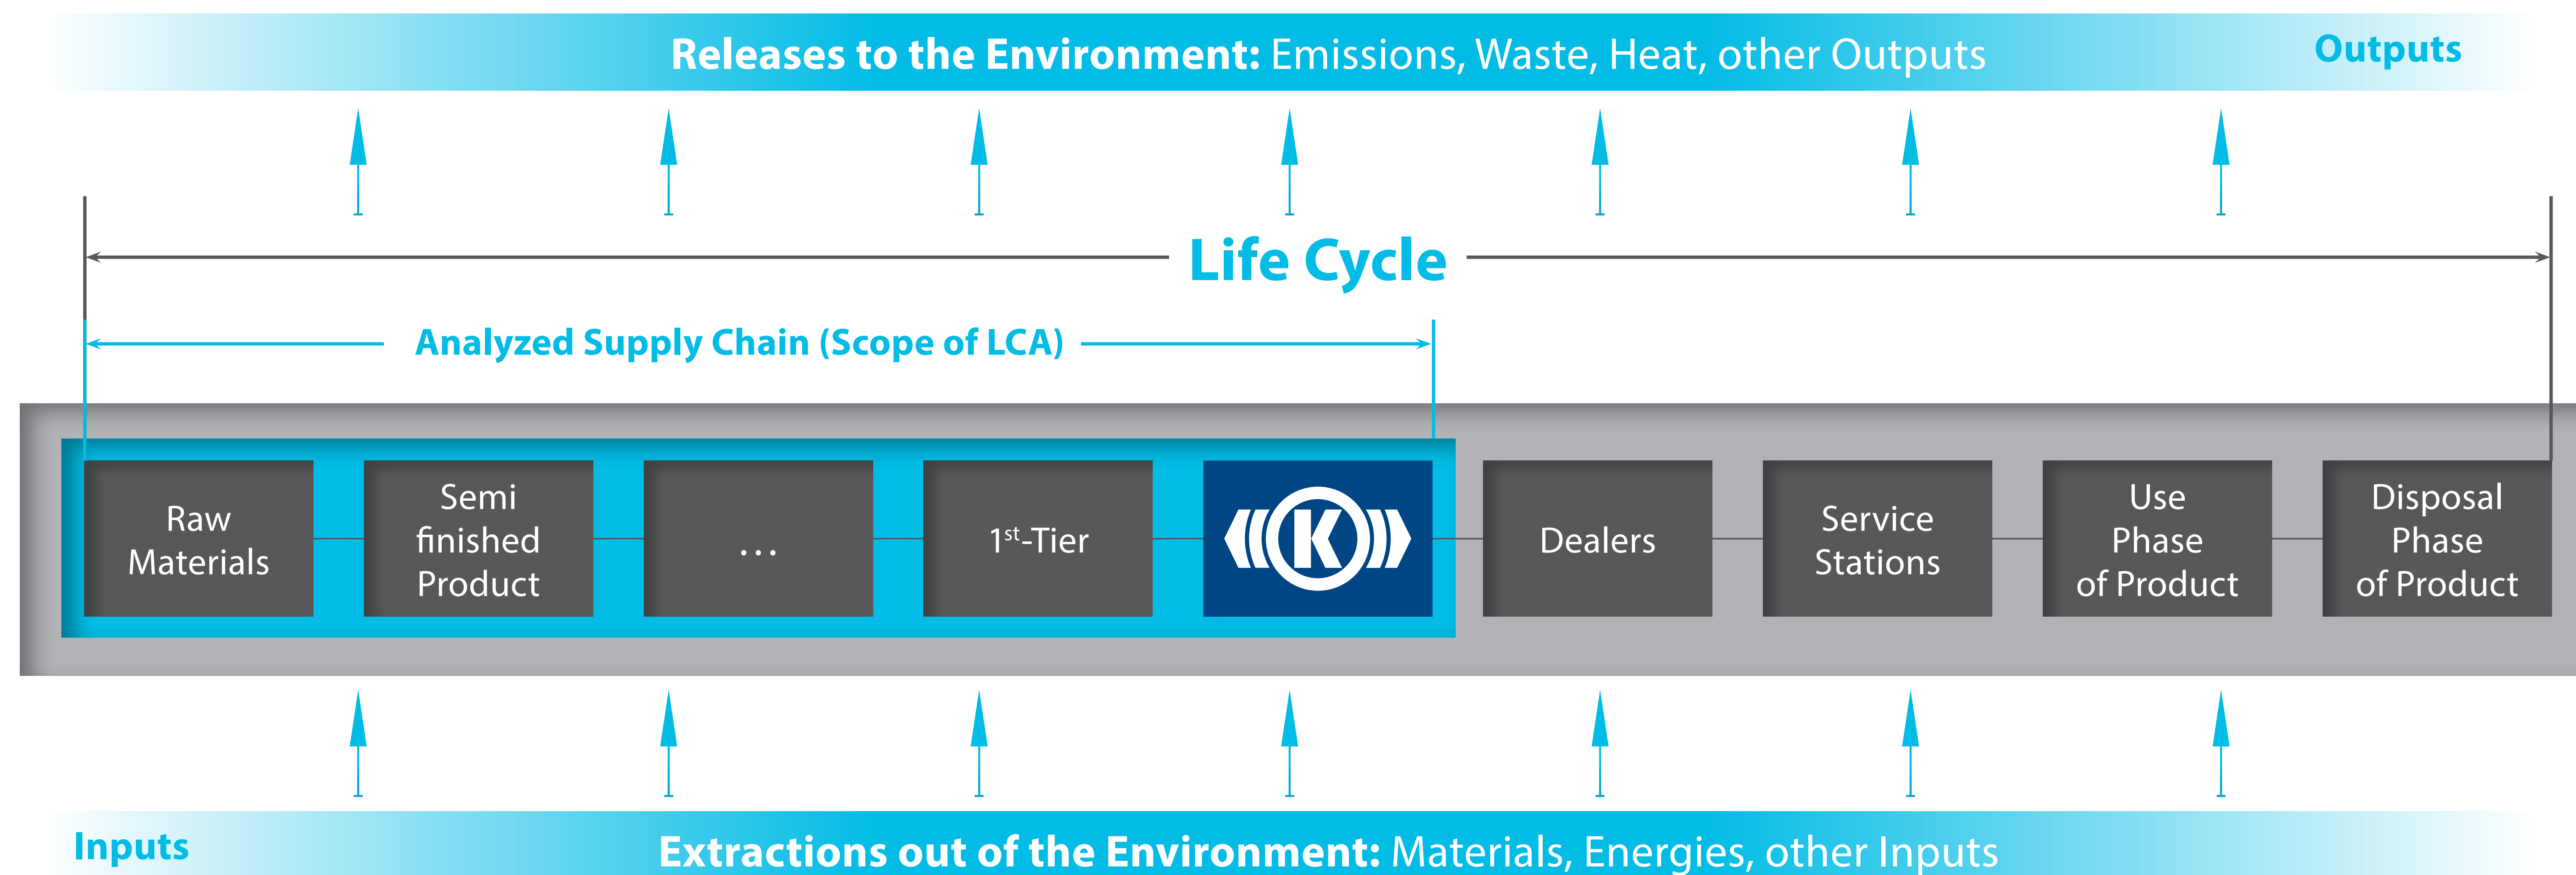 Releases to the Environment: Emissions, Waste, Heat, other Outputs
Outputs
Life Cycle
Analyzed Supply Chain (Scope of LCA)
Raw
Materials
Semi
finished
Product
...
1st-Tier
K
Dealers
Service
Stations
Use
Phase
of Product
Disposal
Phase
of Product
Inputs
Extractions out of the Environment: Materials, Energies, other Inputs